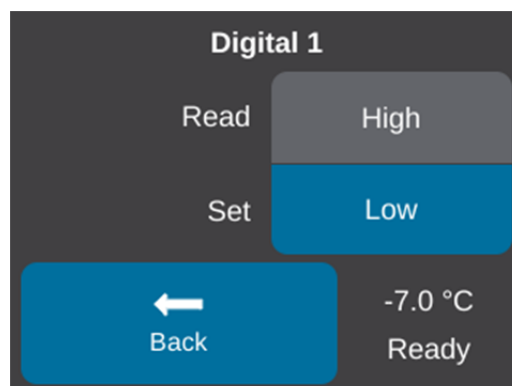 Digital 1
Read High
Set Low
Back
-7.0 °C
Ready